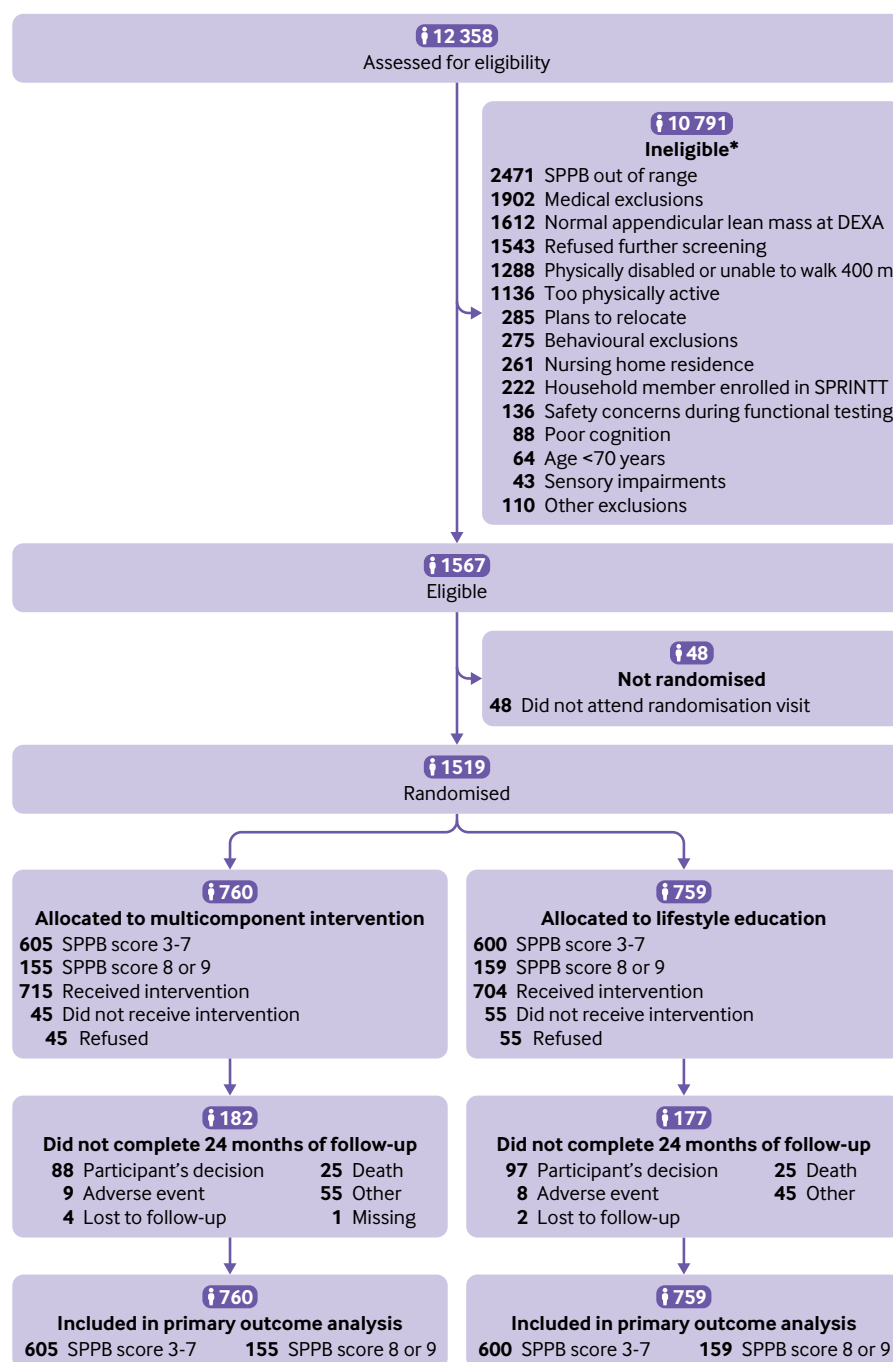 12 358
Assessed for eligibility
10 791
Ineligible*
2471 SPPB out of range
1902 Medical exclusions
1612 Normal appendicular lean mass at DEXA
1543 Refused further screening
1288 Physically disabled or unable to walk 400 m
1136 Too physically active
285 Plans to relocate
275 Behavioural exclusions
261 Nursing home residence
222 Household member enrolled in SPRINTT
136 Safety concerns during functional testing
88 Poor cognition
64 Age <70 years
43 Sensory impairments
110 Other exclusions
1567
Eligible
48
Not randomised
48 Did not attend randomisation visit
1519
Randomised
760
Allocated to multicomponent intervention
605 SPPB score 3-7
155 SPPB score 8 or 9
715 Received intervention
45 Did not receive intervention
45 Refused
759
Allocated to lifestyle education
600 SPPB score 3-7
159 SPPB score 8 or 9
704 Received intervention
55 Did not receive intervention
55 Refused
182
Did not complete 24 months of follow-up
88 Participant's decision 25 Death
9 Adverse event 55 Other
4 Lost to follow-up 1 Missing
177
Did not complete 24 months of follow-up
97 Participant's decision 25 Death
8 Adverse event 45 Other
2 Lost to follow-up
760
Included in primary outcome analysis
605 SPPB score 3-7 155 SPPB score 8 or 9
759
Included in primary outcome analysis
600 SPPB score 3-7 159 SPPB score 8 or 9